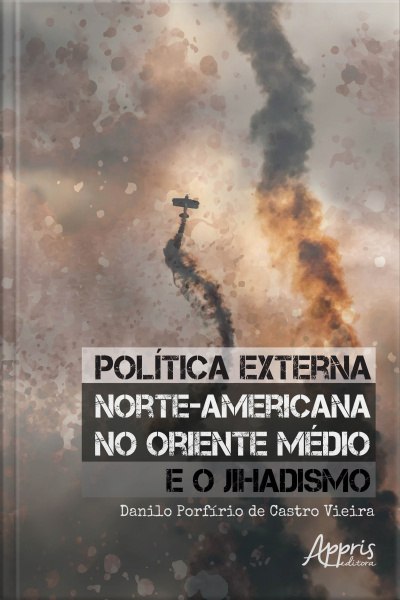 POLÍTICA EXTERNA
NORTE-AMERICANA
NO ORIENTE MÉDIO
E O JIHADISMO
Danilo Porfírio de Castro Vieira
Appris
editora